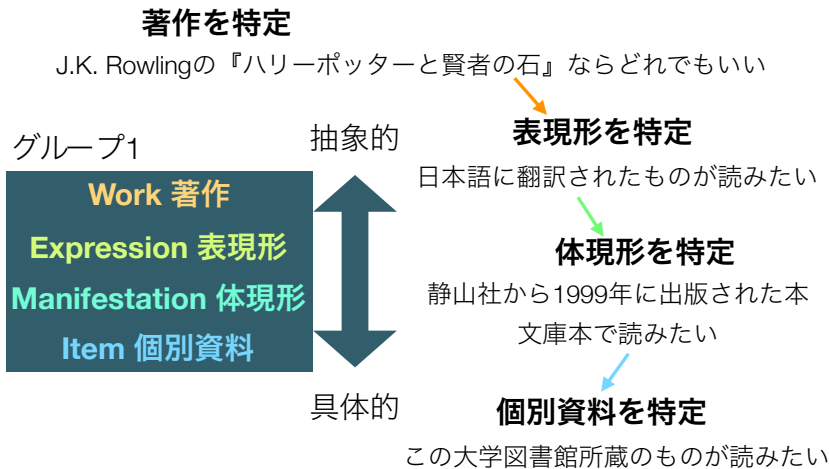 著作を特定
J.K. Rowlingの『ハリーポッターと賢者の石』ならどれでもいい
グループ1
抽象的
Work 著作
Expression 表現形
Manifestation 体現形
Item 個別資料
具体的
表現形を特定
日本語に翻訳されたものが読みたい
体現形を特定
静山社から1999年に出版された本
文庫本で読みたい
個別資料を特定
この大学図書館所蔵のものが読みたい